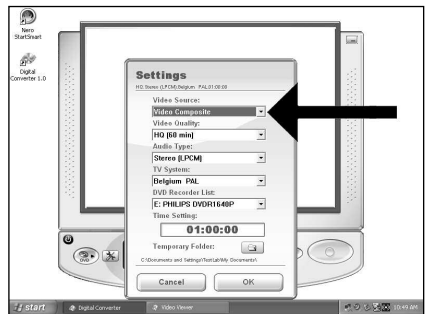 Nero
StartSmart
Digital
Converter 1.0
Settings
HQ, Stereo (LPCM) Belgium PAL,01:00:00
Video Source:
Video Composite
Video Quality:
HQ (60 min)
Audio Type:
Stereo (LPCM)
TV System:
Belgium PAL
DVD Recorder List:
E: PHILIPS DVDR1640P
Time Setting:
01:00:00
Temporary Folder:
C:\Documents and Settings\TestLab\My Documents\
Cancel
OK
DVD
start
Digital Converter
Video Viewer
10:49 AM